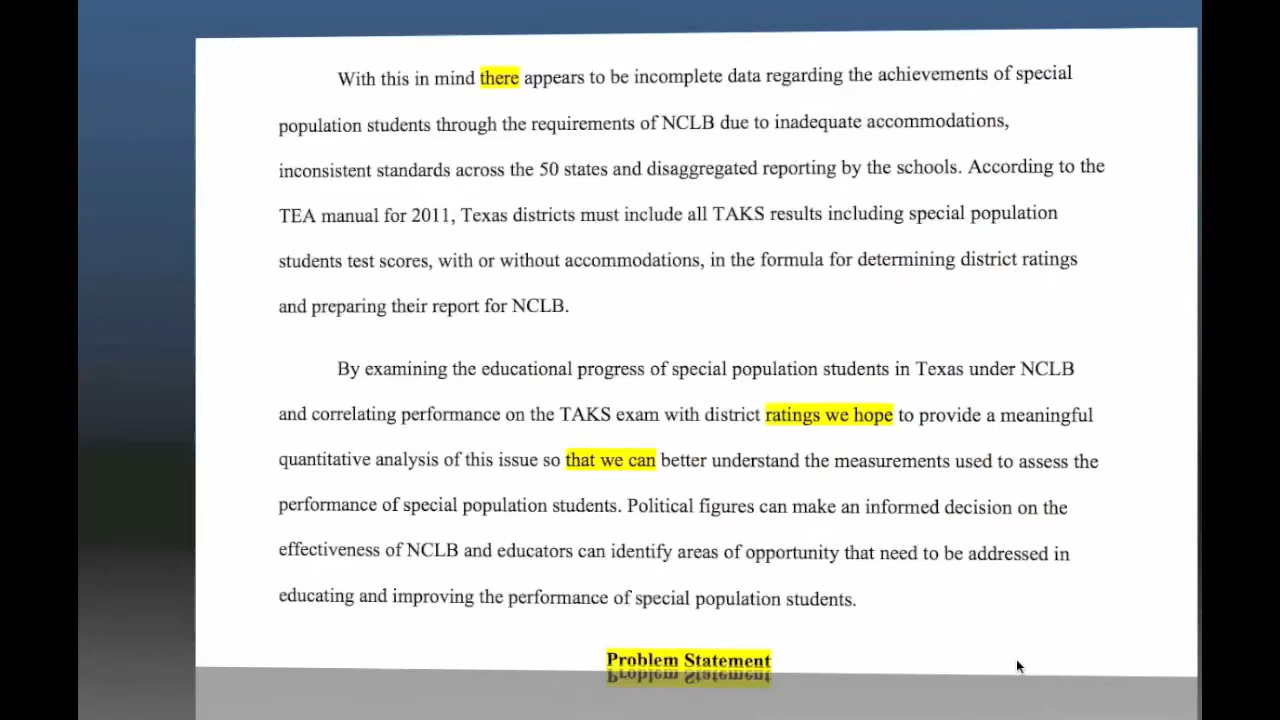 With this in mind there appears to be incomplete data regarding the achievements of special
population students through the requirements of NCLB due to inadequate accommodations,
inconsistent standards across the 50 states and disaggregated reporting by the schools. According to the
TEA manual for 2011, Texas districts must include all TAKS results including special population
students test scores, with or without accommodations, in the formula for determining district ratings
and preparing their report for NCLB.
By examining the educational progress of special population students in Texas under NCLB
and correlating performance on the TAKS exam with district ratings we hope to provide a meaningful
quantitative analysis of this issue so that we can better understand the measurements used to assess the
performance of special population students. Political figures can make an informed decision on the
effectiveness of NCLB and educators can identify areas of opportunity that need to be addressed in
educating and improving the performance of special population students.
Problem Statement